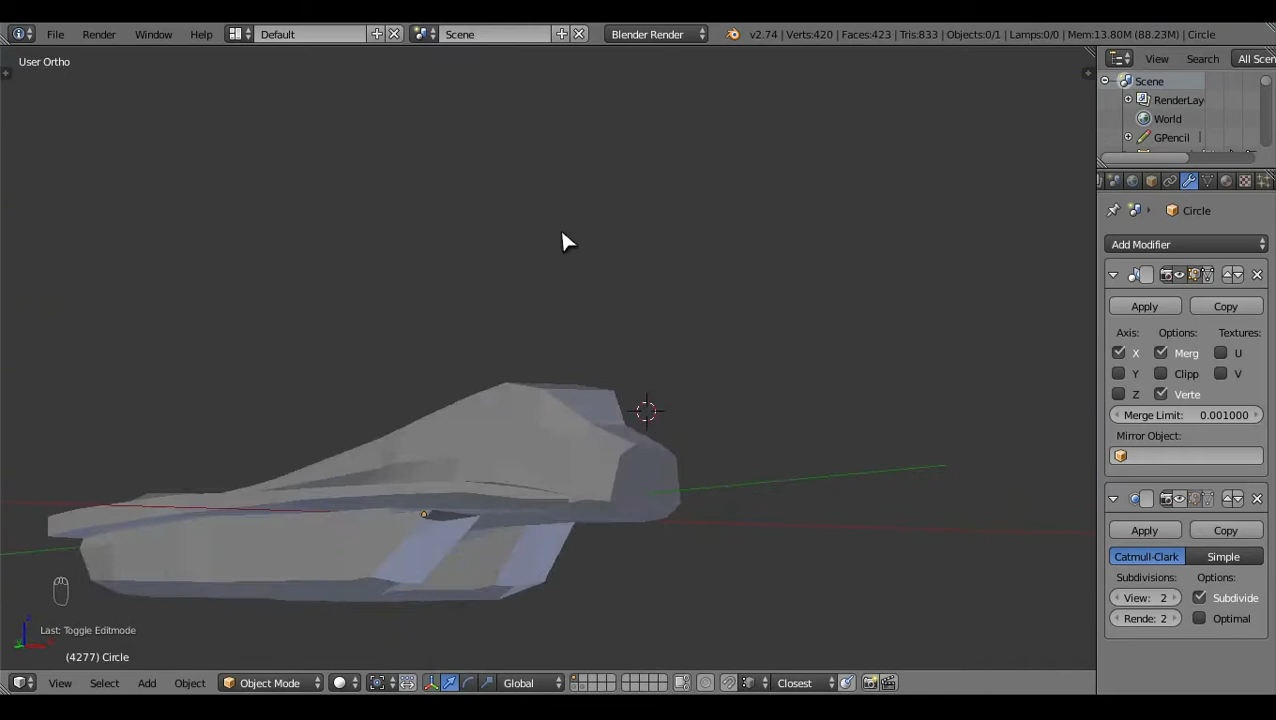 File Render Window Help Default Scene Blender Render v2.74 | Verts:420 | Faces:423 | Tris:833 | Objects:0/1 | Lamps:0/0 | Mem:13.80M (88.23M) | Circle
User Ortho
View Search All Scen
Scene
RenderLay
World
GPencil
Circle
Add Modifier
Apply Copy
Axis: Options: Textures:
X Merg U
Y Clipp V
Z Verte
Merge Limit: 0.001000
Mirror Object:
Apply Copy
Catmull-Clark Simple
Subdivisions: Options:
View: 2 Subdivide
Rende: 2 Optimal
Last: Toggle Editmode
(4277) Circle
View Select Add Object Object Mode Global Closest